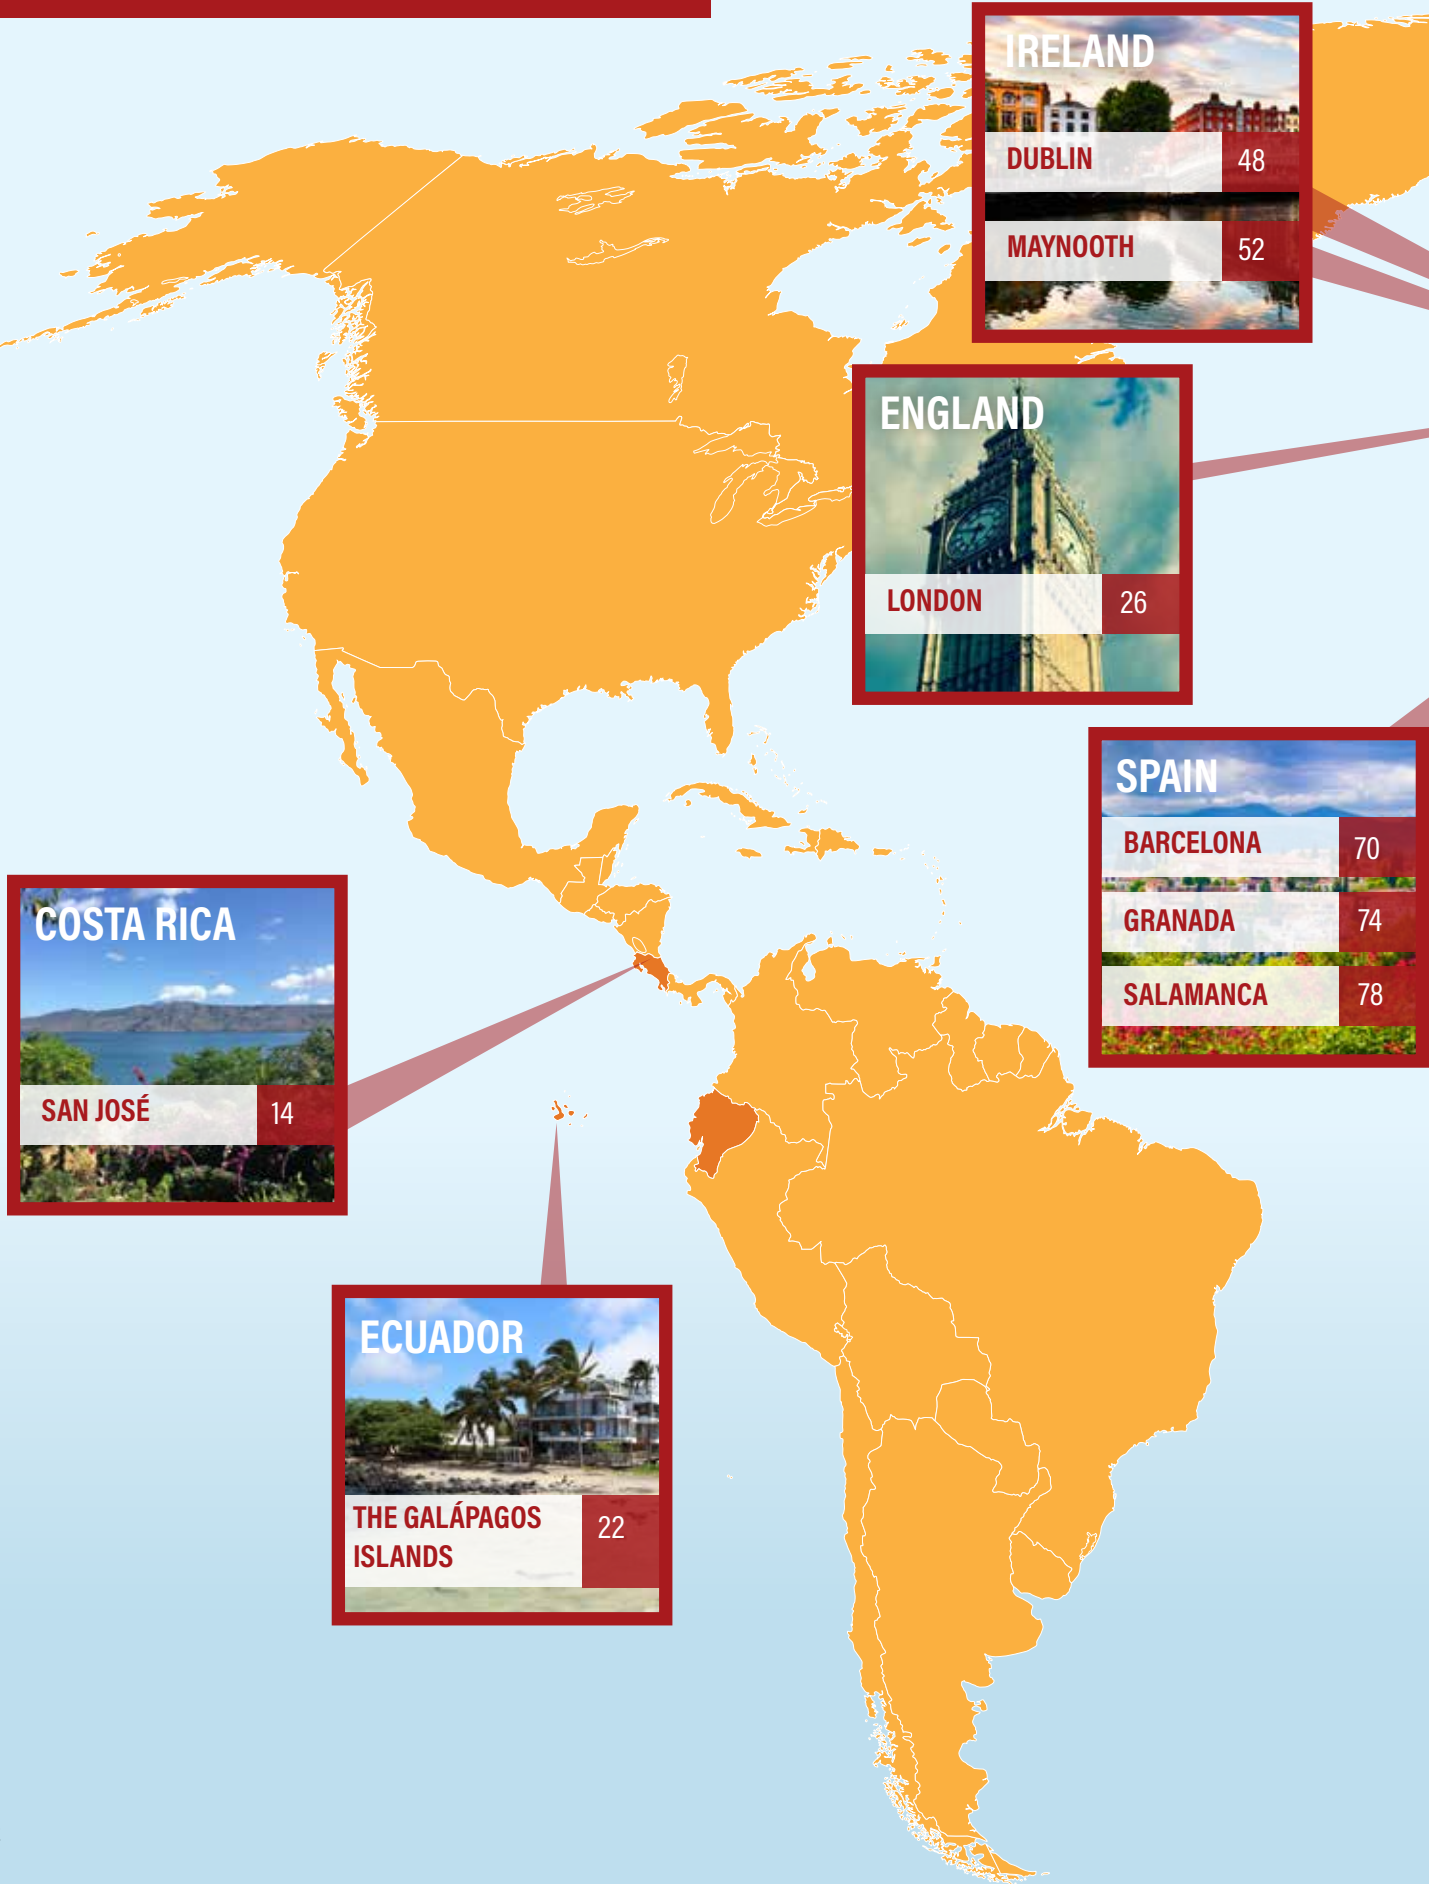 IRELAND
DUBLIN 48
MAYNOOTH 52
ENGLAND
LONDON 26
SPAIN
BARCELONA 70
GRANADA 74
SALAMANCA 78
COSTA RICA
SAN JOSÉ 14
ECUADOR
THE GALÁPAGOS 22
ISLANDS